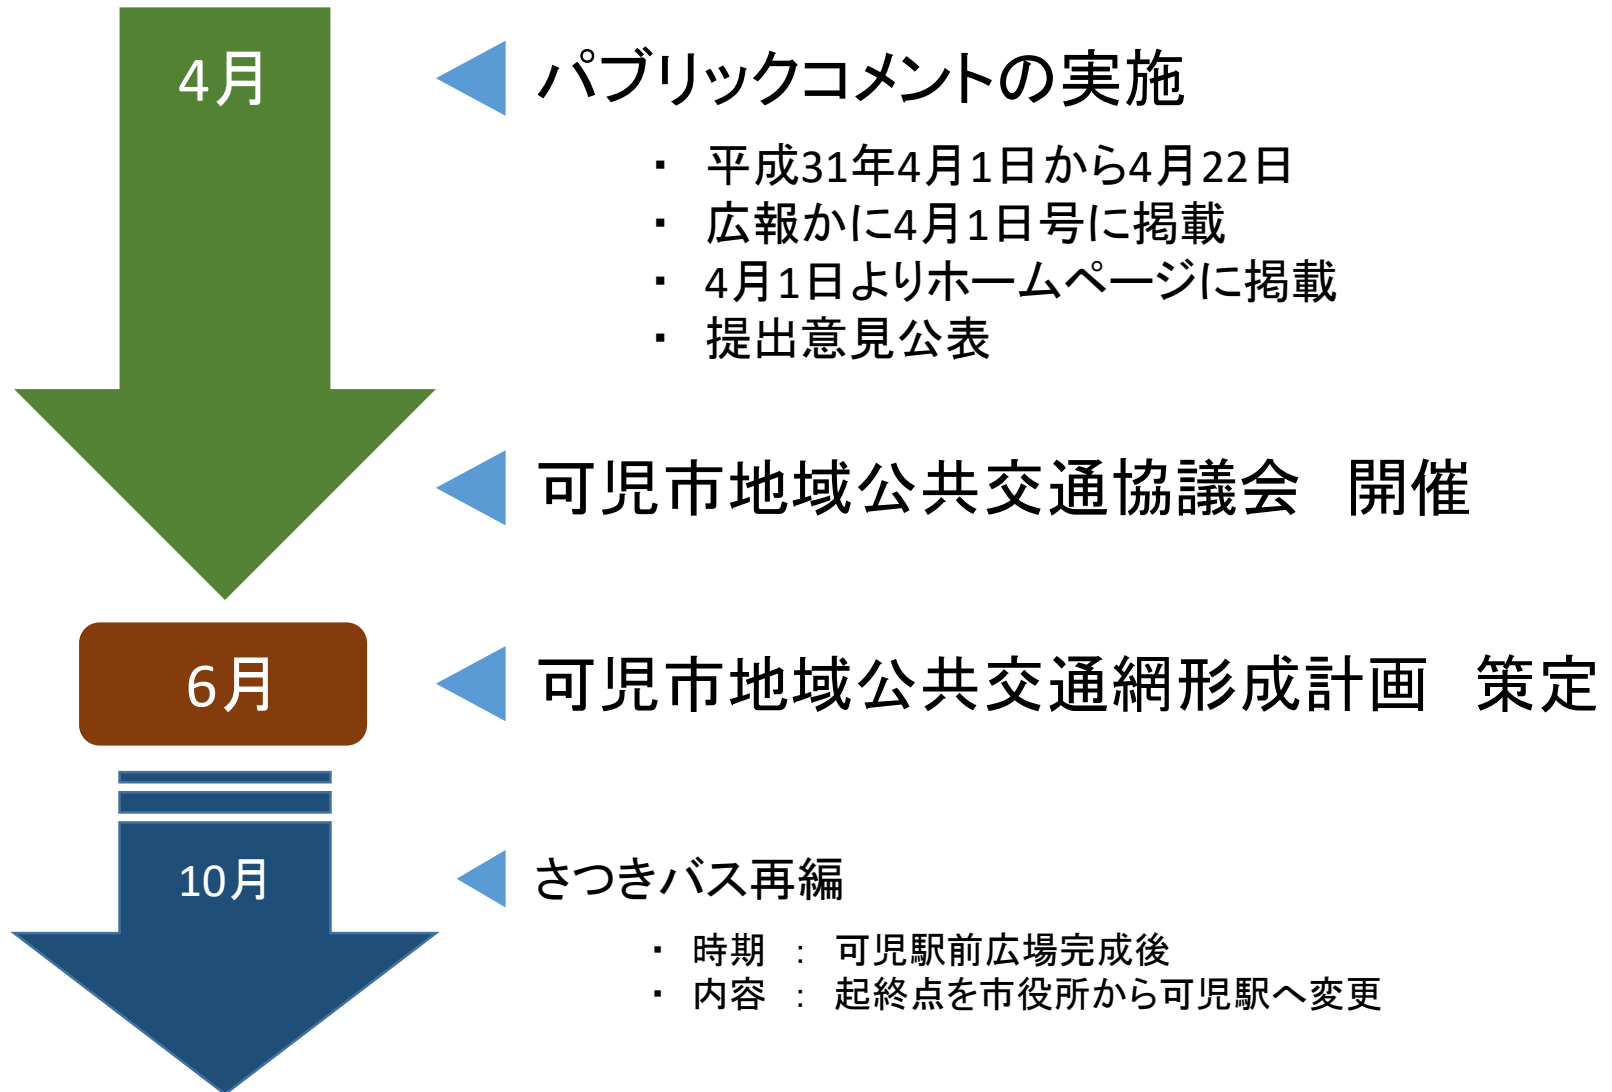 4月
パブリックコメントの実施
・ 平成31年4月1日から4月22日
・ 広報かに4月1日号に掲載
・ 4月1日よりホームページに掲載
・ 提出意見公表
可児市地域公共交通協議会　開催
6月
可児市地域公共交通網形成計画　策定
10月
さつきバス再編
・ 時期 ： 可児駅前広場完成後
・ 内容 ： 起終点を市役所から可児駅へ変更